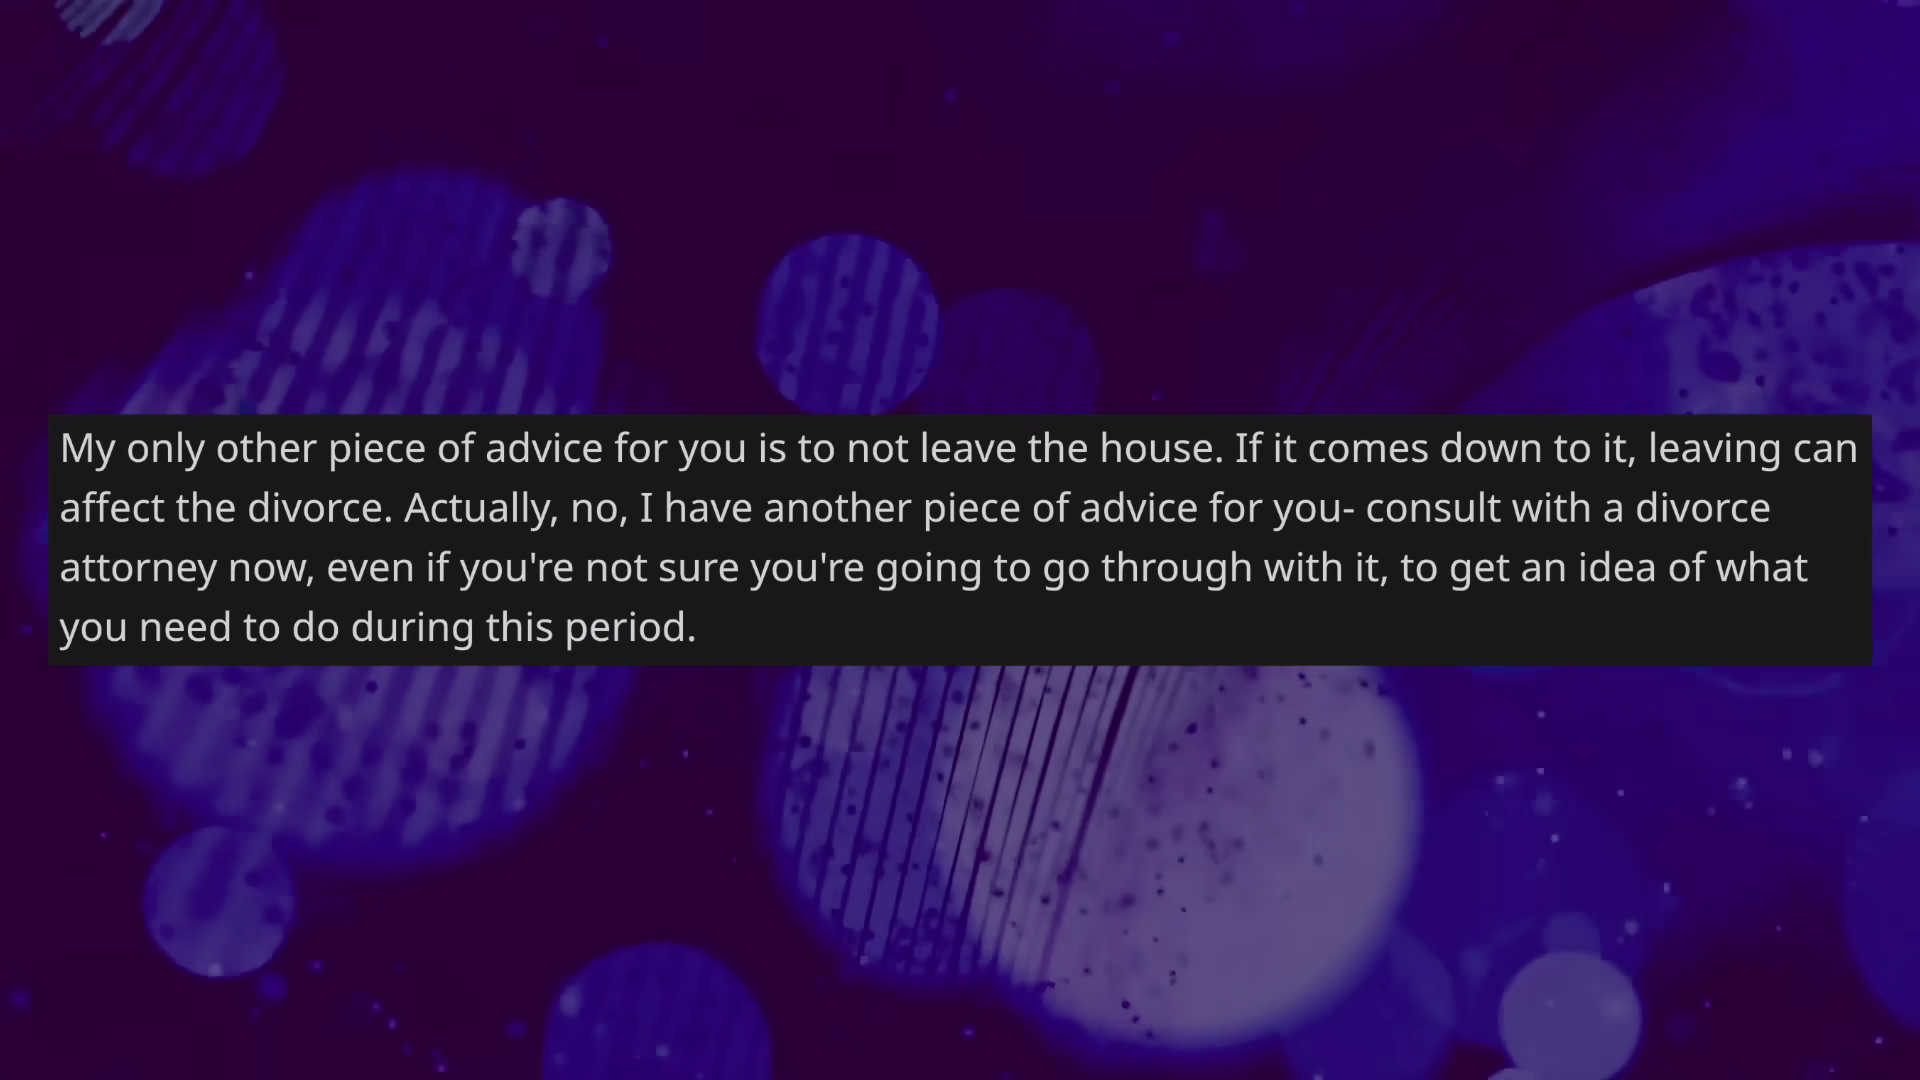 My only other piece of advice for you is to not leave the house. If it comes down to it, leaving can
affect the divorce. Actually, no, I have another piece of advice for you- consult with a divorce
attorney now, even if you're not sure you're going to go through with it, to get an idea of what
you need to do during this period.